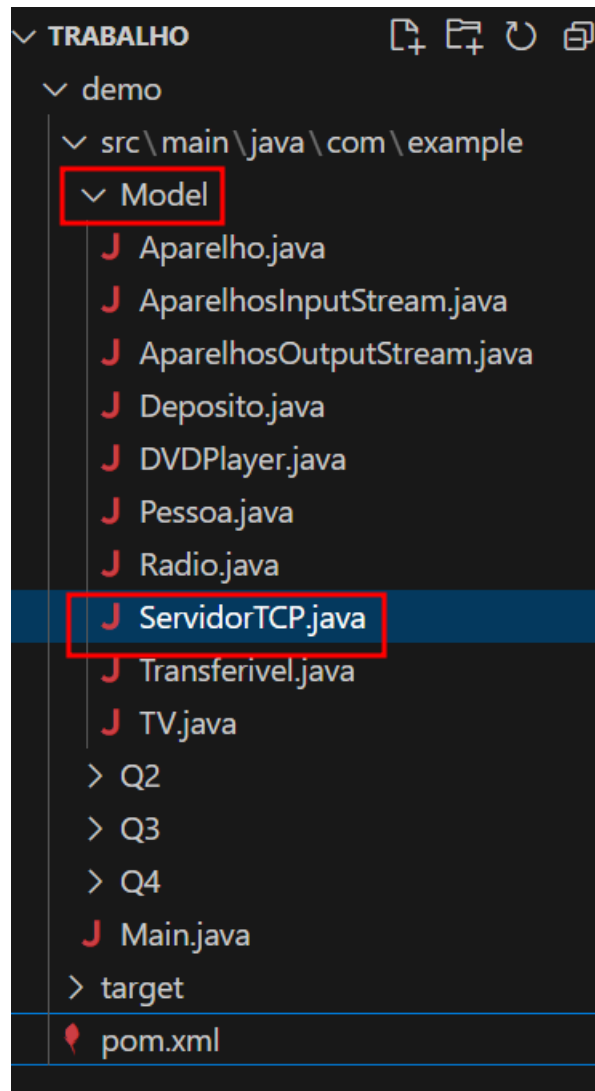 TRABALHO
demo
src\main\java\com\example
Model
J Aparelho.java
J AparelhosInputStream.java
J AparelhosOutputStream.java
J Deposito.java
J DVDPlayer.java
J Pessoa.java
J Radio.java
J ServidorTCP.java
J Transferivel.java
J TV.java
Q2
Q3
Q4
J Main.java
target
pom.xml